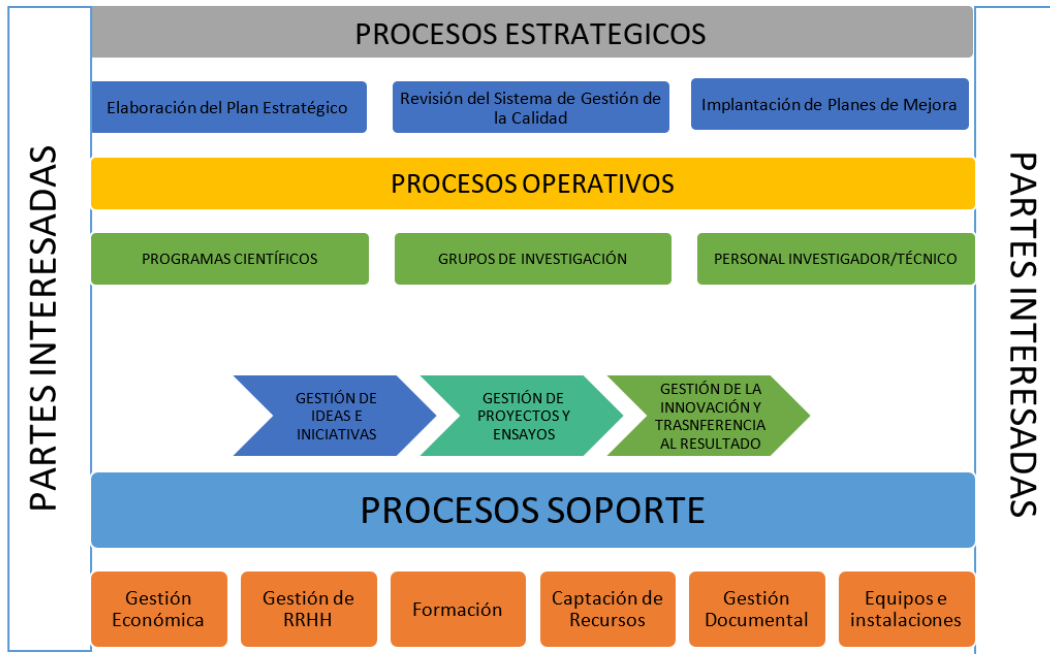 PARTES INTERESADAS
PROCESOS ESTRATEGICOS
Elaboración del Plan Estratégico
Revisión del Sistema de Gestión de
la Calidad
Implantación de Planes de Mejora
PROCESOS OPERATIVOS
PROGRAMAS CIENTÍFICOS
GRUPOS DE INVESTIGACIÓN
PERSONAL INVESTIGADOR/TÉCNICO
GESTIÓN DE
IDEAS E
INICIATIVAS
GESTIÓN DE
PROYECTOS Y
ENSAYOS
GESTIÓN DE LA
INNOVACIÓN Y
TRASNFERENCIA
AL RESULTADO
PROCESOS SOPORTE
Gestión
Económica
Gestión de
RRHH
Formación
Captación de
Recursos
Gestión
Documental
Equipos e
instalaciones
PARTES INTERESADAS